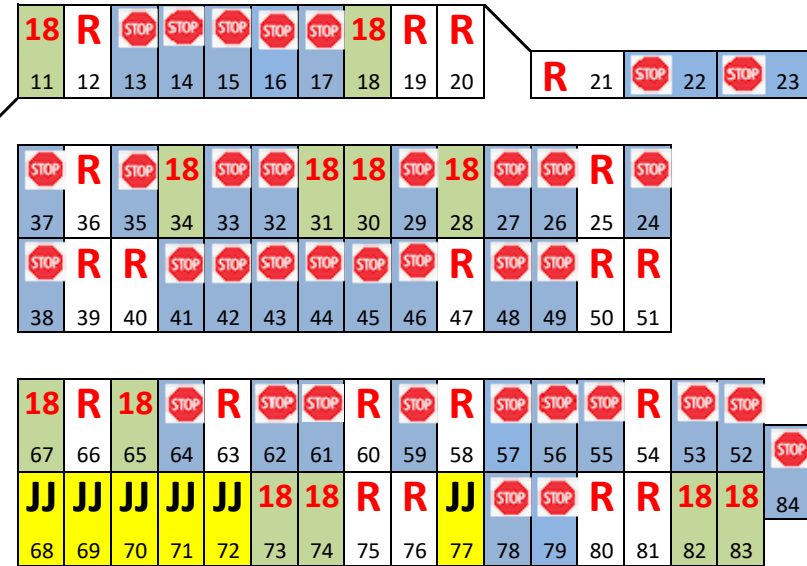 18 R STOP STOP STOP STOP STOP 18 R R
11 12 13 14 15 16 17 18 19 20
R 21 STOP 22 STOP 23
STOP R STOP 18 STOP STOP 18 18 STOP 18 STOP STOP R STOP
37 36 35 34 33 32 31 30 29 28 27 26 25 24
STOP R R STOP STOP STOP STOP STOP STOP R STOP STOP R R
38 39 40 41 42 43 44 45 46 47 48 49 50 51
18 R 18 STOP R STOP STOP R STOP R STOP STOP STOP R STOP STOP
67 66 65 64 63 62 61 60 59 58 57 56 55 54 53 52
STOP
84
JJ JJ JJ JJ JJ 18 18 R R JJ STOP STOP R R 18 18
68 69 70 71 72 73 74 75 76 77 78 79 80 81 82 83